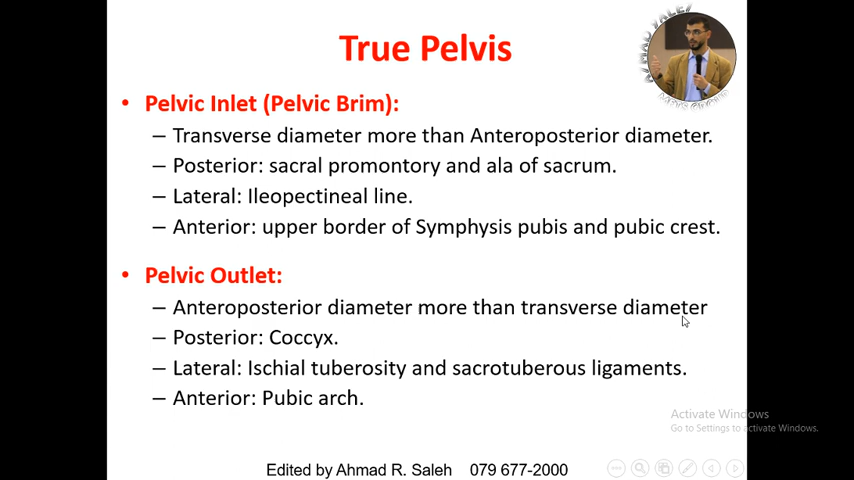 True Pelvis
• Pelvic Inlet (Pelvic Brim):
– Transverse diameter more than Anteroposterior diameter.
– Posterior: sacral promontory and ala of sacrum.
– Lateral: Ileopectineal line.
– Anterior: upper border of Symphysis pubis and pubic crest.
• Pelvic Outlet:
– Anteroposterior diameter more than transverse diameter
– Posterior: Coccyx.
– Lateral: Ischial tuberosity and sacrotuberous ligaments.
– Anterior: Pubic arch.
Activate Windows
Go to Settings to activate Windows.
Edited by Ahmad R. Saleh 079 677-2000